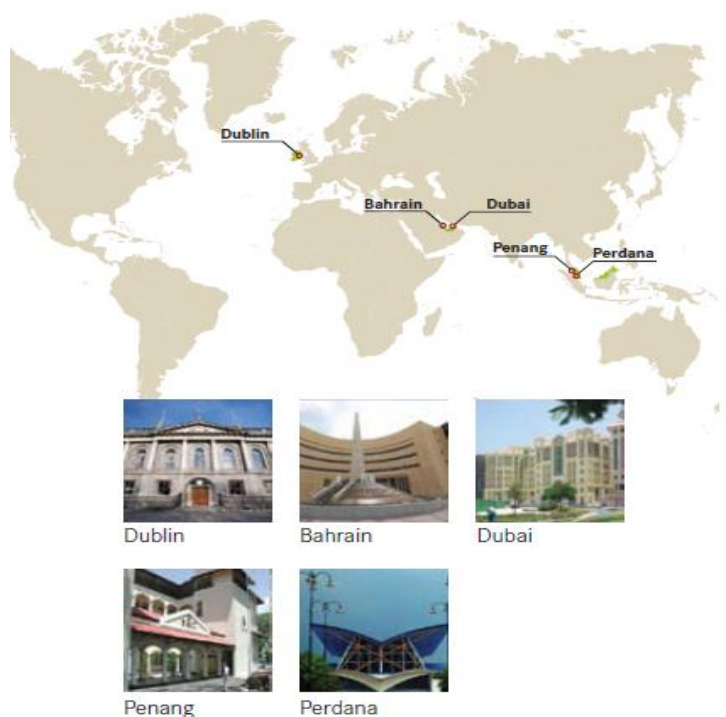 Dublin
Bahrain Dubai
Penang Perdana
Dublin Bahrain Dubai
Penang Perdana